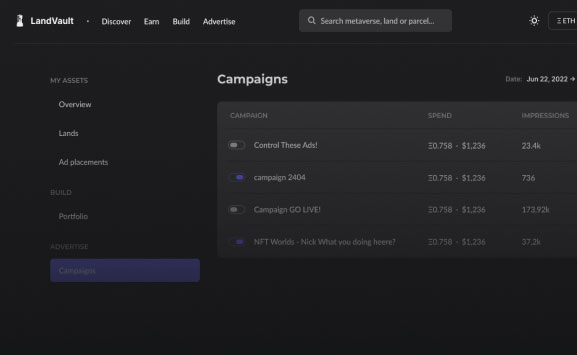 LandVault • Discover Earn Build Advertise Search metaverse, land or parcel... Ξ ETH
MY ASSETS
Overview
Lands
Ad placements
BUILD
Portfolio
ADVERTISE
Campaigns
Campaigns Date: Jun 22, 2022 →
CAMPAIGN SPEND IMPRESSIONS
Control These Ads! Ξ0.758 - $1,236 23.4k
campaign 2404 Ξ0.758 - $1,236 736
Campaign GO LIVE! Ξ0.758 - $1,236 173,92k
NFT Worlds - Nick What you doing heere? Ξ0.758 - $1,236 37.2k